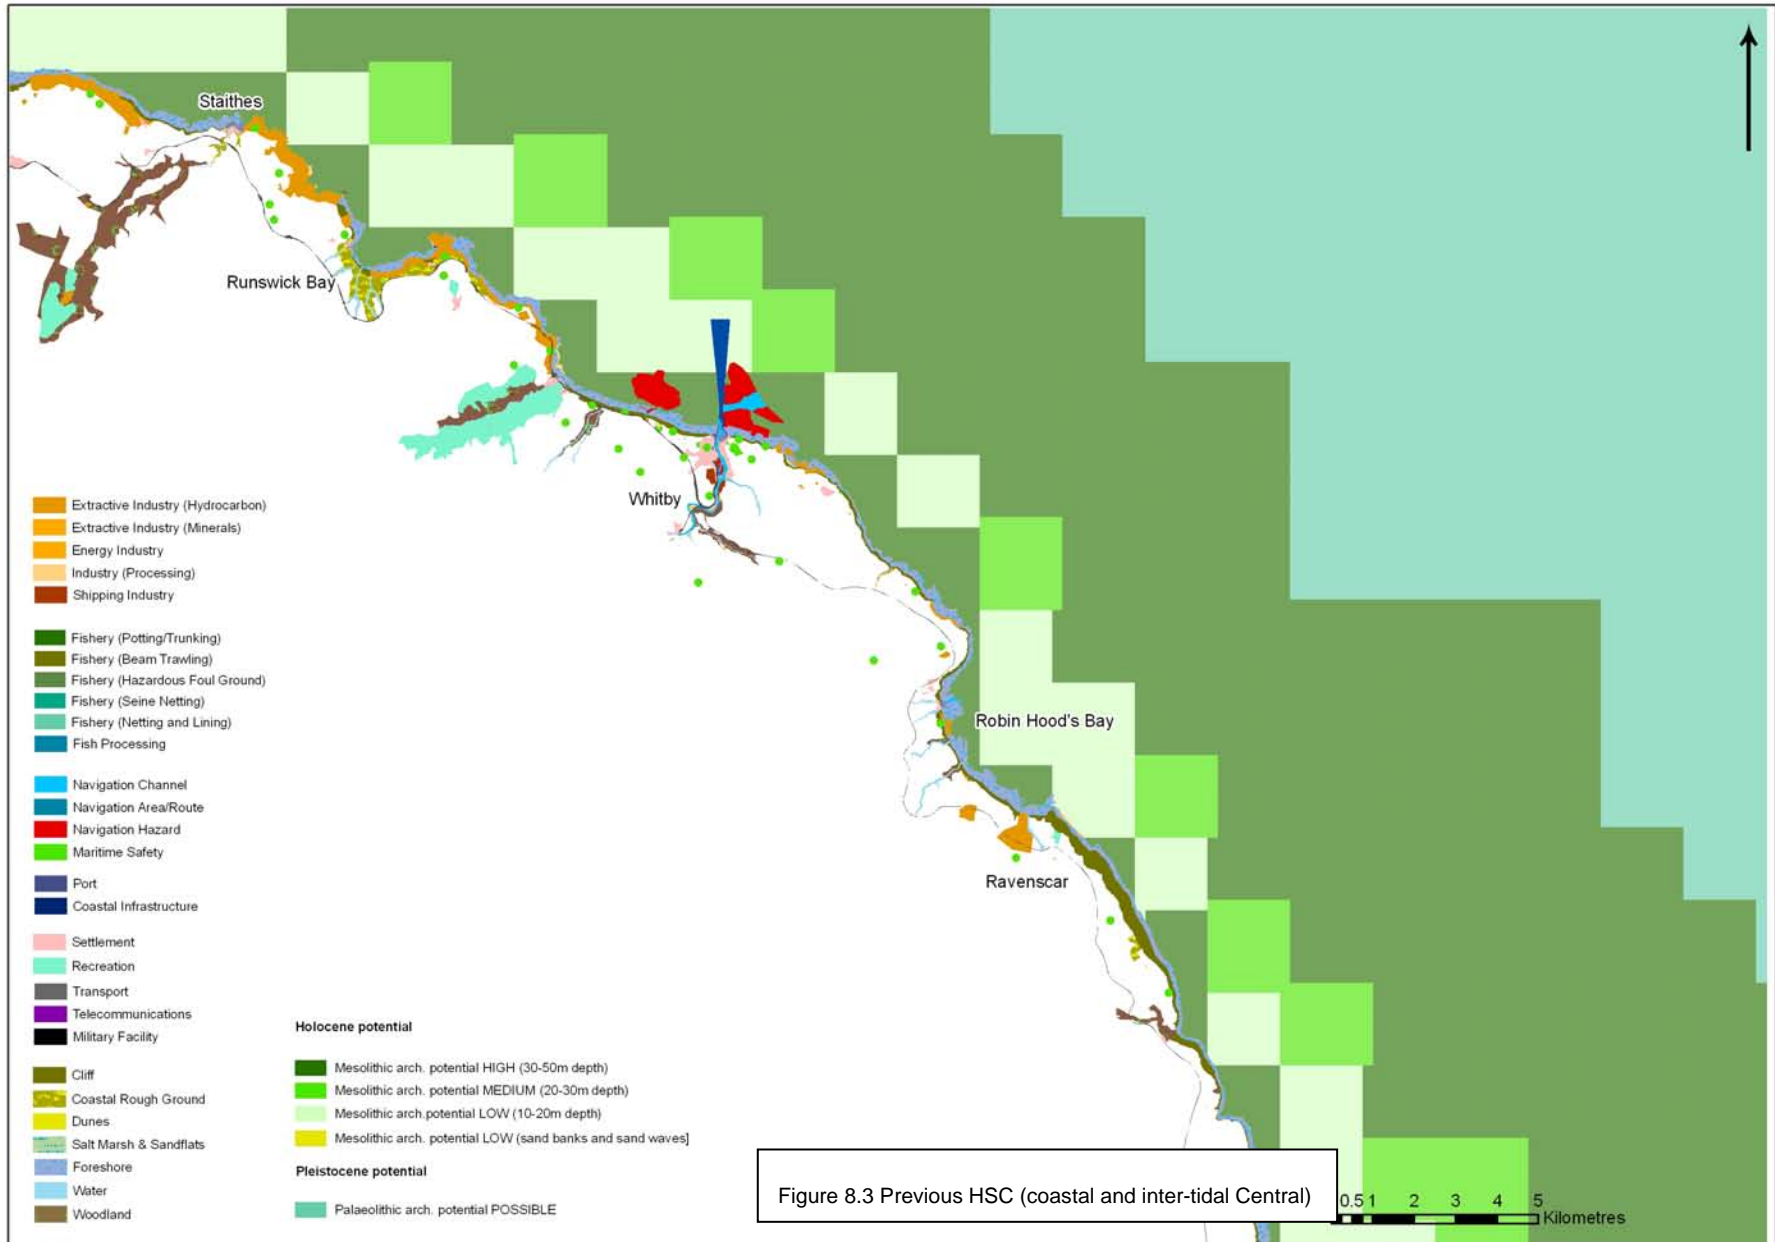 Staithes
Runswick Bay
Whitby
Robin Hood's Bay
Ravenscar
Extractive Industry (Hydrocarbon)
Extractive Industry (Minerals)
Energy Industry
Industry (Processing)
Shipping Industry
Fishery (Potting/Trunking)
Fishery (Beam Trawling)
Fishery (Hazardous Foul Ground)
Fishery (Seine Netting)
Fishery (Netting and Lining)
Fish Processing
Navigation Channel
Navigation Area/Route
Navigation Hazard
Maritime Safety
Port
Coastal Infrastructure
Settlement
Recreation
Transport
Telecommunications
Military Facility
Cliff
Coastal Rough Ground
Dunes
Salt Marsh & Sandflats
Foreshore
Water
Woodland
Holocene potential
Mesolithic arch. potential HIGH (30-50m depth)
Mesolithic arch. potential MEDIUM (20-30m depth)
Mesolithic arch.potential LOW (10-20m depth)
Mesolithic arch. potential LOW (sand banks and sand waves]
Pleistocene potential
Palaeolithic arch. potential POSSIBLE
Figure 8.3 Previous HSC (coastal and inter-tidal Central)
0.5 1 2 3 4 5
Kilometres